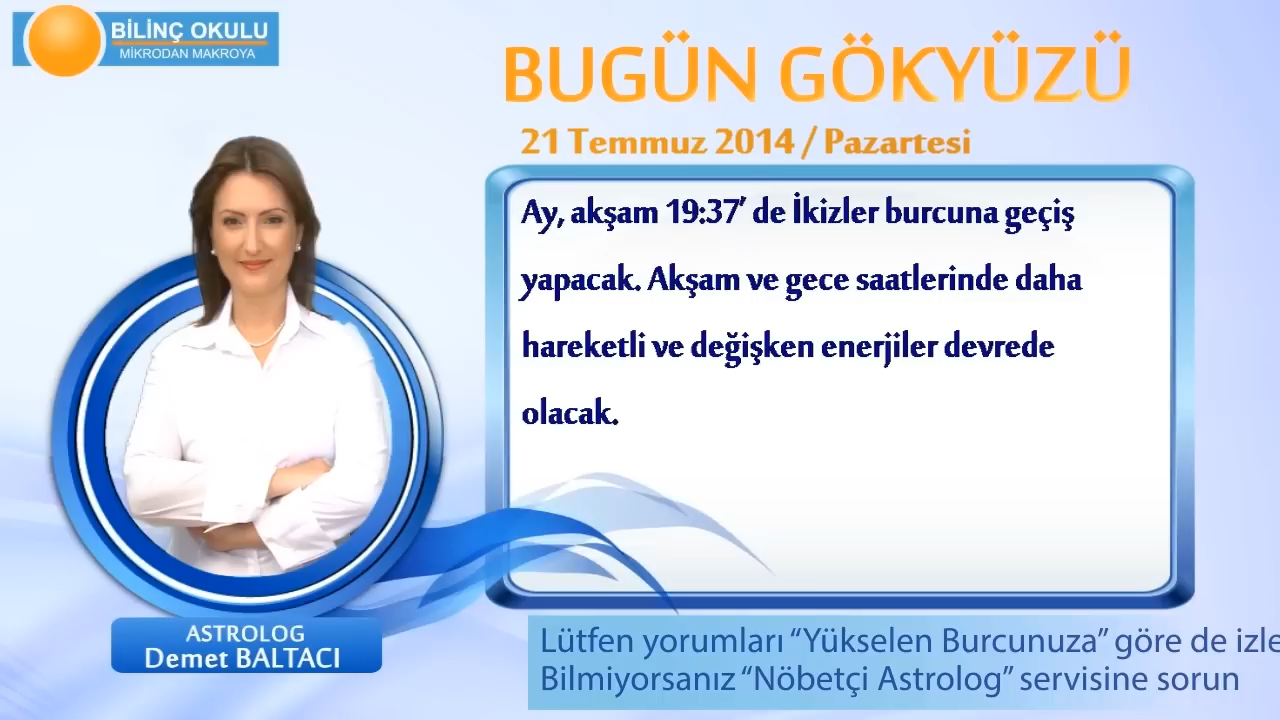 BİLİNÇ OKULU
MİKRODAN MAKROYA
BUGÜN GÖKYÜZÜ
21 Temmuz 2014 / Pazartesi
Ay, akşam 19:37' de İkizler burcuna geçiş
yapacak. Akşam ve gece saatlerinde daha
hareketli ve değişken enerjiler devrede
olacak.
ASTROLOG
Demet BALTACI
Lütfen yorumları “Yükselen Burcunuza” göre de izle
Bilmiyorsanız “Nöbetçi Astrolog” servisine sorun